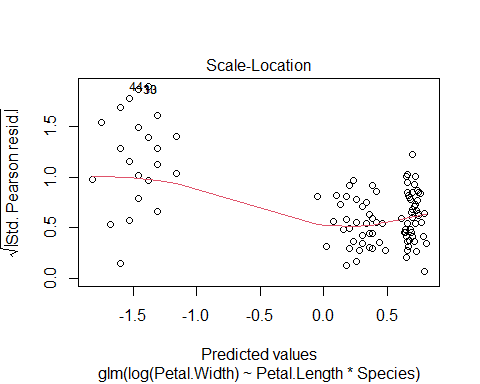 Scale-Location
√|Std. Pearson resid.|
0.0 0.5 1.0 1.5
-1.5 -1.0 -0.5 0.0 0.5
Predicted values
glm(log(Petal.Width) ~ Petal.Length * Species)